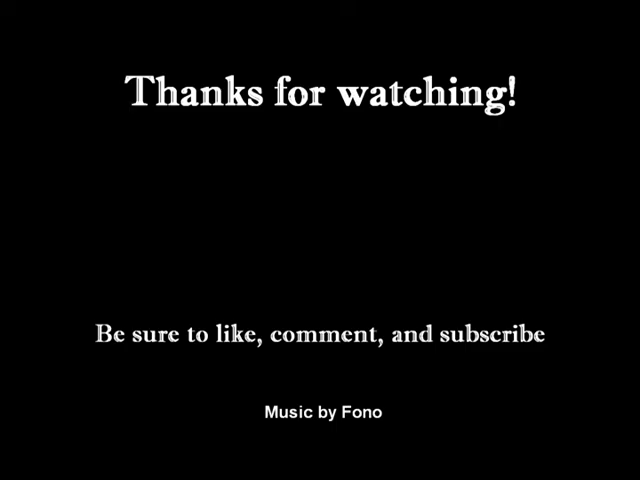 Thanks for watching!
Be sure to like, comment, and subscribe
Music by Fono